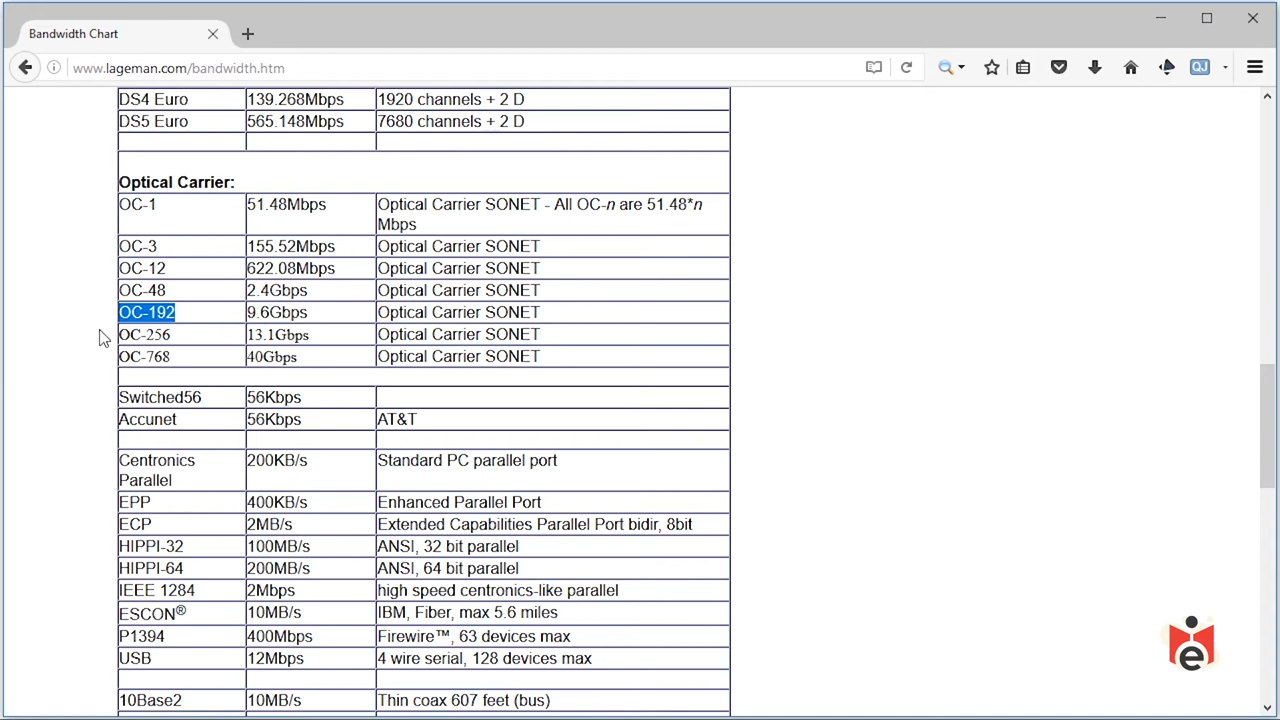 Bandwidth Chart
www.lageman.com/bandwidth.htm
QJ
DS4 Euro 139.268Mbps 1920 channels + 2 D
DS5 Euro 565.148Mbps 7680 channels + 2 D
Optical Carrier:
OC-1 51.48Mbps Optical Carrier SONET - All OC-n are 51.48*n
Mbps
OC-3 155.52Mbps Optical Carrier SONET
OC-12 622.08Mbps Optical Carrier SONET
OC-48 2.4Gbps Optical Carrier SONET
OC-192 9.6Gbps Optical Carrier SONET
OC-256 13.1Gbps Optical Carrier SONET
OC-768 40Gbps Optical Carrier SONET
Switched56 56Kbps
Accunet 56Kbps AT&T
Centronics 200KB/s Standard PC parallel port
Parallel
EPP 400KB/s Enhanced Parallel Port
ECP 2MB/s Extended Capabilities Parallel Port bidir, 8bit
HIPPI-32 100MB/s ANSI, 32 bit parallel
HIPPI-64 200MB/s ANSI, 64 bit parallel
IEEE 1284 2Mbps high speed centronics-like parallel
ESCON® 10MB/s IBM, Fiber, max 5.6 miles
P1394 400Mbps Firewire™, 63 devices max
USB 12Mbps 4 wire serial, 128 devices max
10Base2 10MB/s Thin coax 607 feet (bus)
e